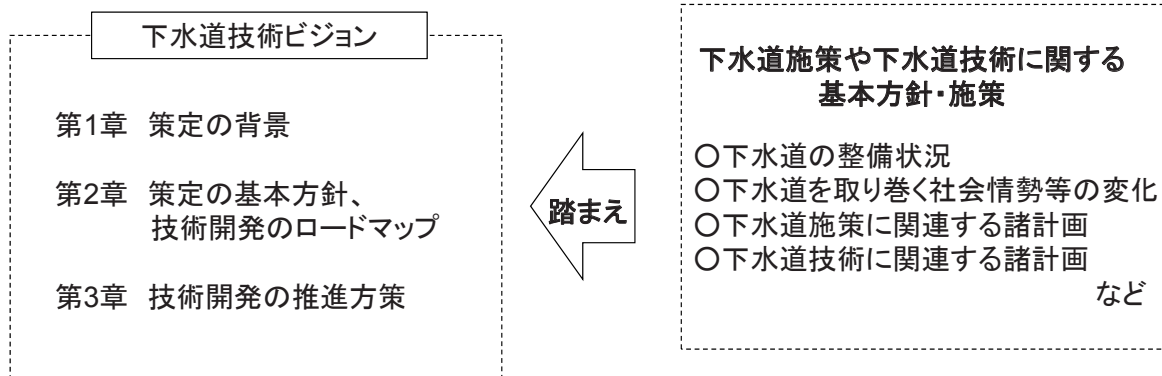 下水道技術ビジョン
第1章 策定の背景
第2章 策定の基本方針、
技術開発のロードマップ
第3章 技術開発の推進方策
踏まえ
下水道施策や下水道技術に関する
基本方針・施策
〇下水道の整備状況
〇下水道を取り巻く社会情勢等の変化
〇下水道施策に関連する諸計画
〇下水道技術に関連する諸計画
など